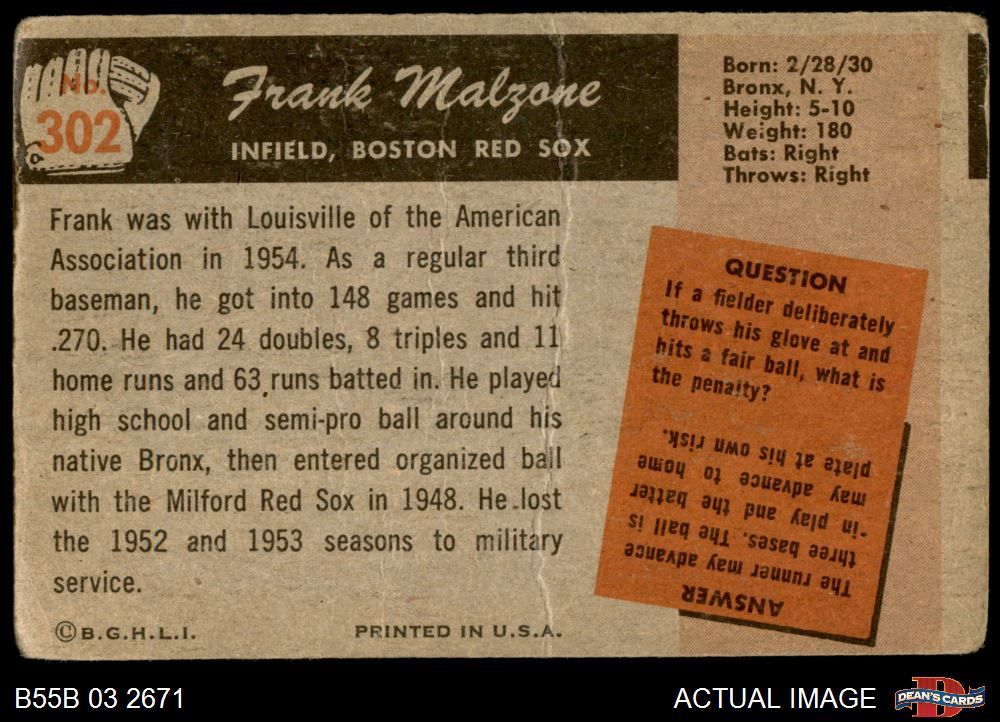 No.
302
Frank Malzone
INFIELD, BOSTON RED SOX
Born: 2/28/30
Bronx, N. Y.
Height: 5-10
Weight: 180
Bats: Right
Throws: Right
Frank was with Louisville of the American
Association in 1954. As a regular third
baseman, he got into 148 games and hit
.270. He had 24 doubles, 8 triples and 11
home runs and 63 runs batted in. He played
high school and semi-pro ball around his
native Bronx, then entered organized ball
with the Milford Red Sox in 1948. He lost
the 1952 and 1953 seasons to military
service.
©B.G.H.L.I.
PRINTED IN U.S.A.
QUESTION
If a fielder deliberately
throws his glove at and
hits a fair ball, what is
the penalty?
ANSWER
The runner may advance
three bases. The ball is
in play and the batter
may advance to home
plate at his own risk.
B55B 03 2671
ACTUAL IMAGE
D
DEAN'S CARDS